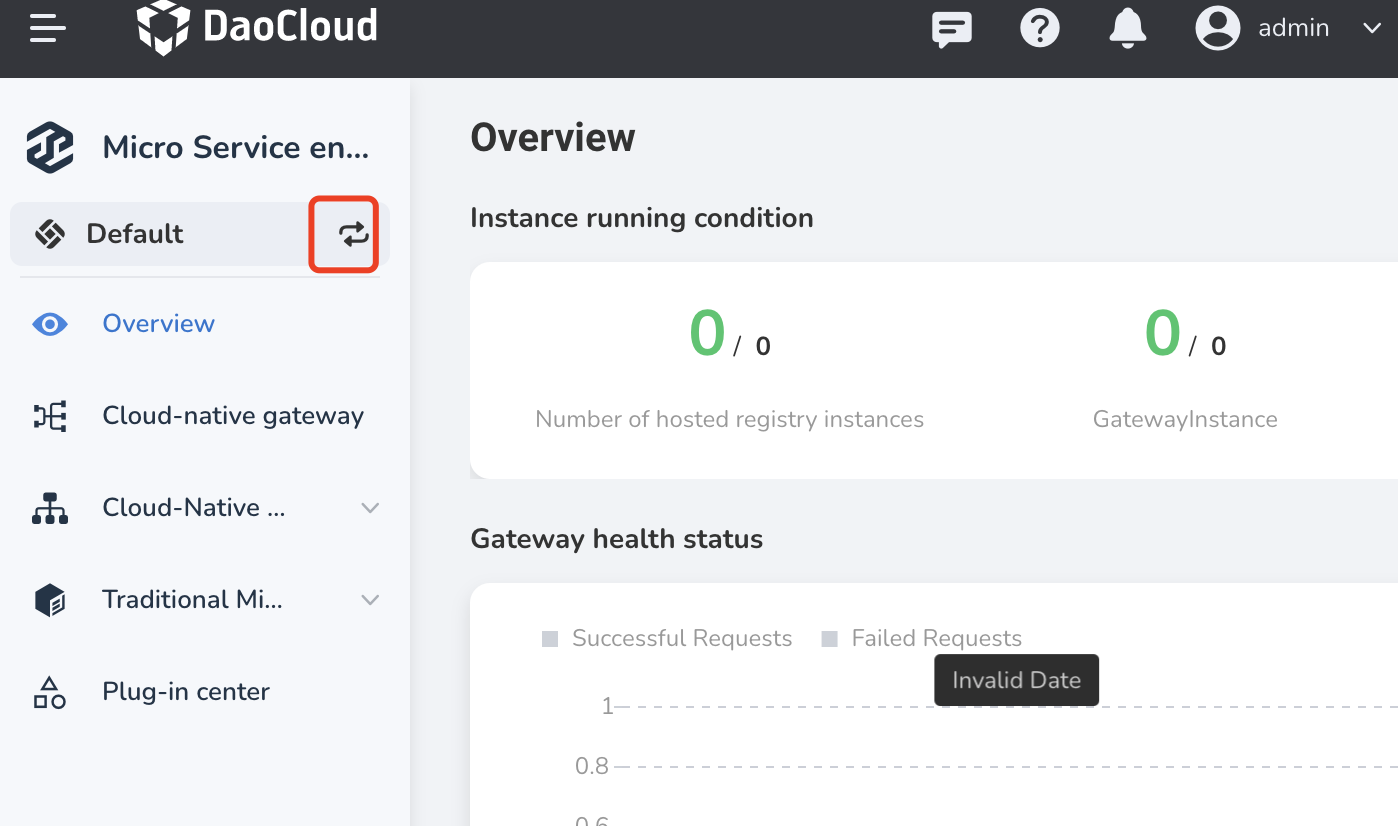 DaoCloud
admin
Micro Service en...
Default
Overview
Cloud-native gateway
Cloud-Native ...
Traditional Mi...
Plug-in center
Overview
Instance running condition
0 / 0
0 / 0
Number of hosted registry instances
GatewayInstance
Gateway health status
Successful Requests
Failed Requests
Invalid Date
1
0.8
0.6